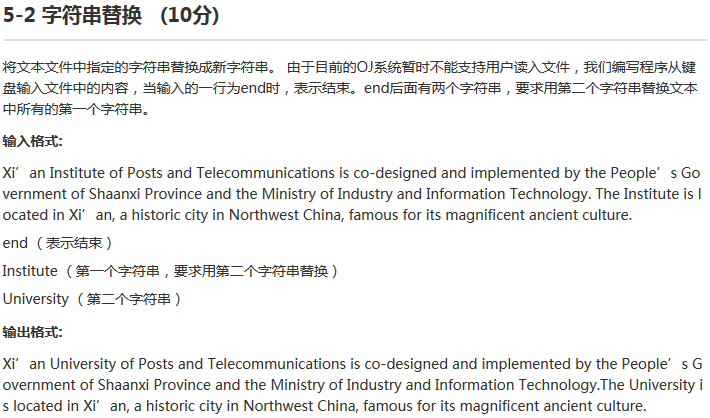 5-2 字符串替换   (10分)
将文本文件中指定的字符串替换成新字符串。 由于目前的OJ系统暂时不能支持用户读入文件，我们编写程序从键
盘输入文件中的内容，当输入的一行为end时，表示结束。end后面有两个字符串，要求用第二个字符串替换文本
中所有的第一个字符串。
输入格式:
Xi’an Institute of Posts and Telecommunications is co-designed and implemented by the People’s Go
vernment of Shaanxi Province and the Ministry of Industry and Information Technology. The Institute is l
ocated in Xi’an, a historic city in Northwest China, famous for its magnificent ancient culture.
end（表示结束）
Institute（第一个字符串，要求用第二个字符串替换）
University（第二个字符串）
输出格式:
Xi’an University of Posts and Telecommunications is co-designed and implemented by the People’s G
overnment of Shaanxi Province and the Ministry of Industry and Information Technology.The University i
s located in Xi’an, a historic city in Northwest China, famous for its magnificent ancient culture.